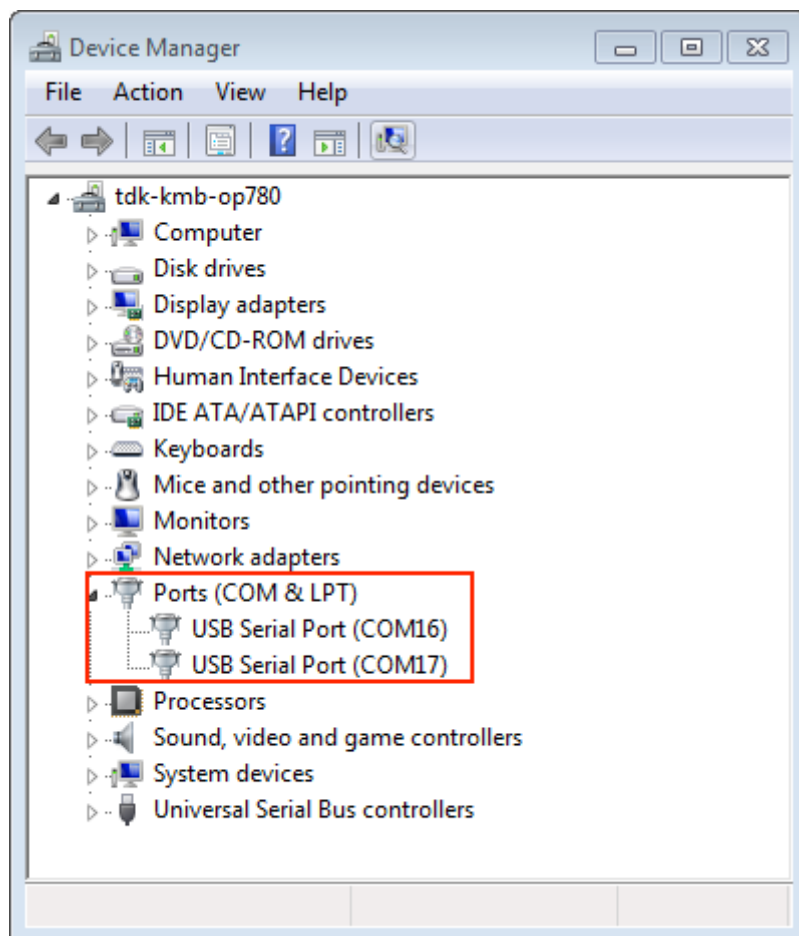 Device Manager
File Action View Help
?
tdk-kmb-op780
Computer
Disk drives
Display adapters
DVD/CD-ROM drives
Human Interface Devices
IDE ATA/ATAPI controllers
Keyboards
Mice and other pointing devices
Monitors
Network adapters
Ports (COM & LPT)
USB Serial Port (COM16)
USB Serial Port (COM17)
Processors
Sound, video and game controllers
System devices
Universal Serial Bus controllers